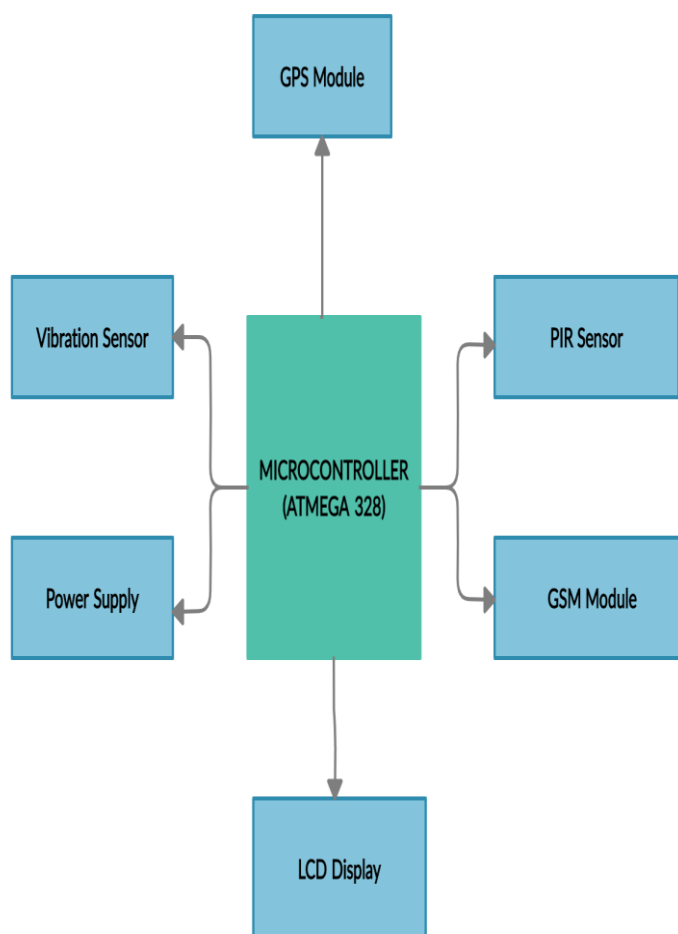 GPS Module
Vibration Sensor
PIR Sensor
MICROCONTROLLER
(ATMEGA 328)
Power Supply
GSM Module
LCD Display